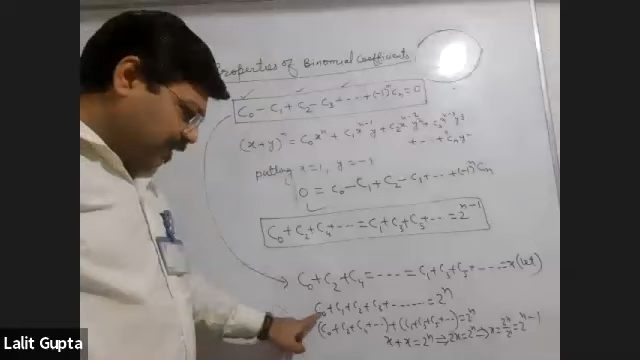 Properties of Binomial Coefficients
C₀ - C₁ + C₂ - C₃ + --- + (-1)ⁿCₙ = 0
(x+y)ⁿ = C₀xⁿ + C₁xⁿ⁻¹y + C₂xⁿ⁻²y² + C₃xⁿ⁻³y³
+ --- + Cₙyⁿ
putting x=1, y=-1
0 = C₀ - C₁ + C₂ - C₃ + --- + (-1)ⁿCₙ
C₀ + C₂ + C₄ + --- = C₁ + C₃ + C₅ + --- = 2ⁿ⁻¹
C₀ + C₂ + C₄ = ---- = C₁ + C₃ + C₅ + ---- = x (let)
C₀ + C₁ + C₂ + C₃ + ------ = 2ⁿ
(C₀ + C₂ + C₄ + --) + (C₁ + C₃ + C₅ --) = 2ⁿ
x + x = 2ⁿ ⇒ 2x = 2ⁿ ⇒ x = 2ⁿ/2 = 2ⁿ⁻¹
Lalit Gupta